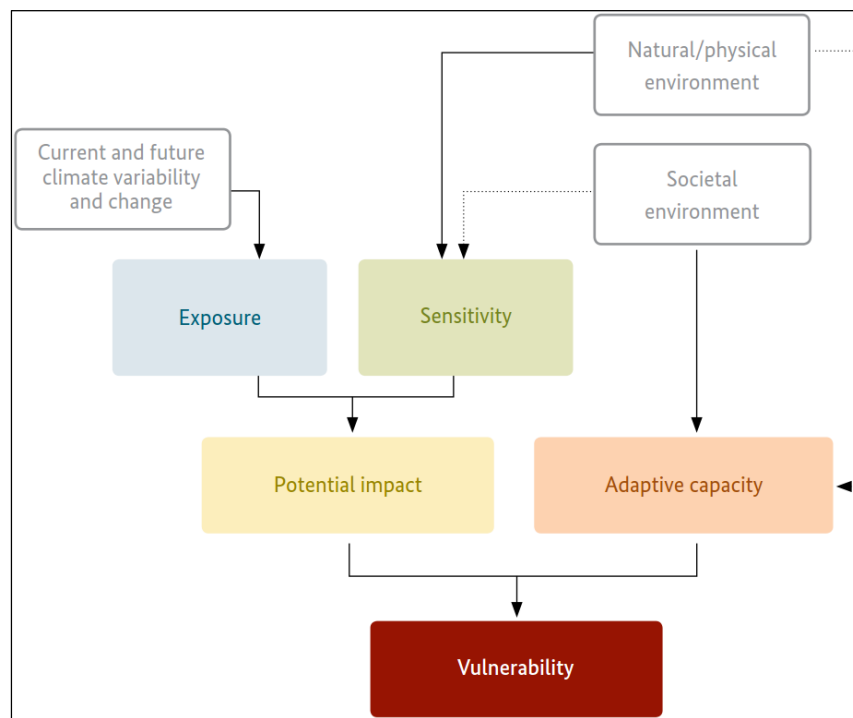 Natural/physical
environment
Current and future
climate variability
and change
Societal
environment
Exposure
Sensitivity
Potential impact
Adaptive capacity
Vulnerability